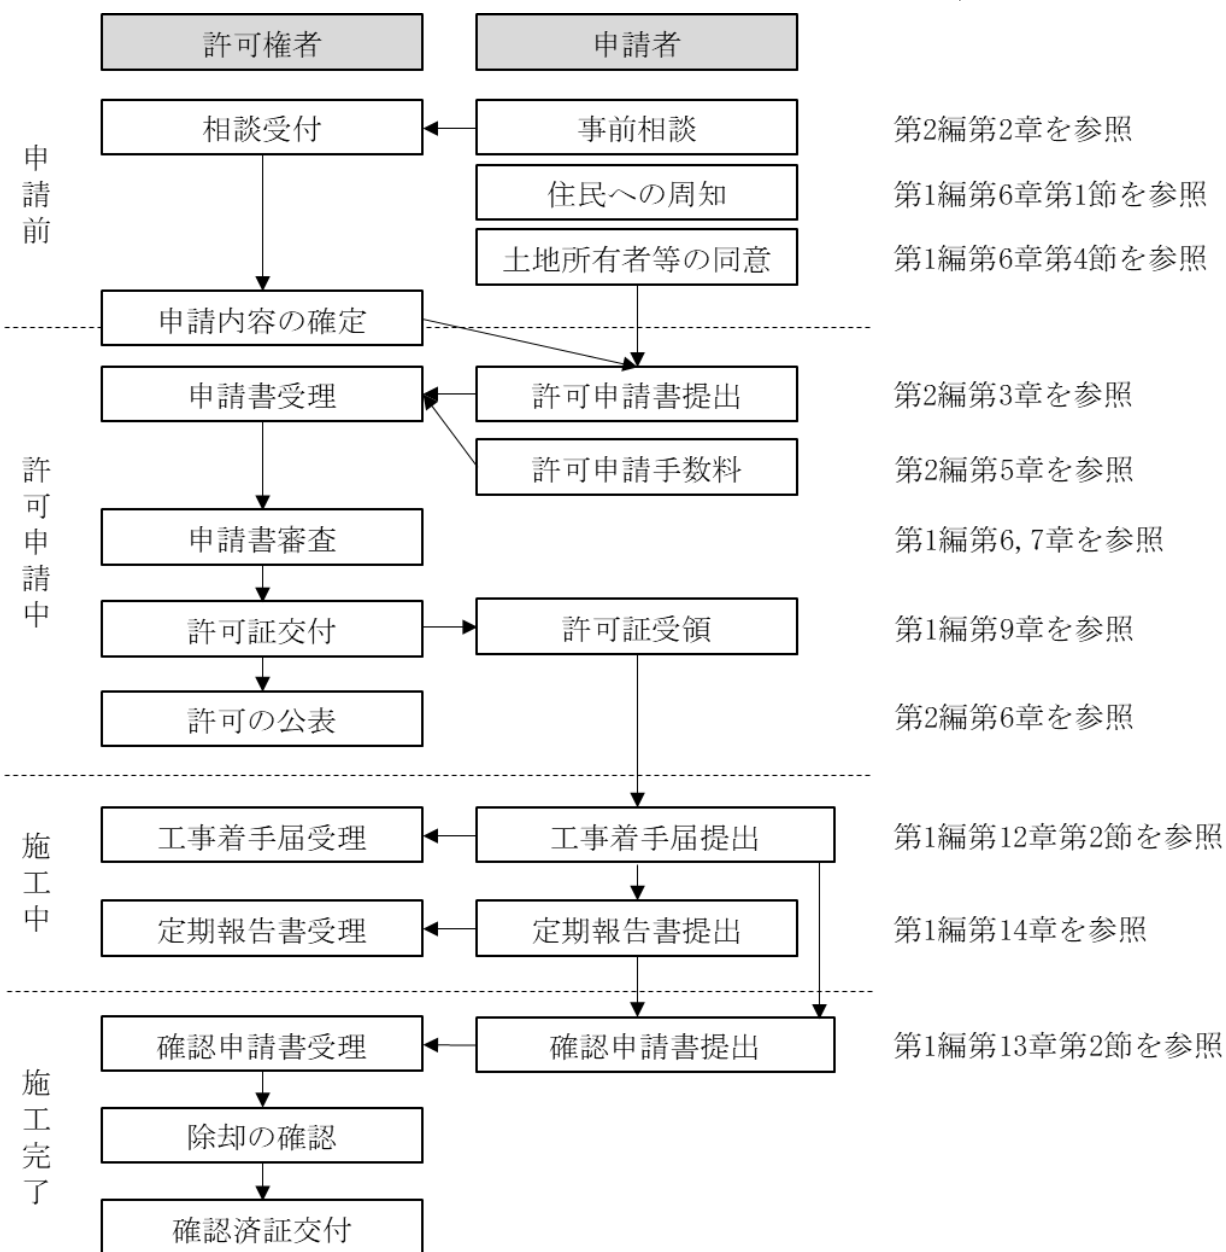 許可権者
申請者
申請前
相談受付
事前相談
第2編第2章を参照
住民への周知
第1編第6章第1節を参照
土地所有者等の同意
第1編第6章第4節を参照
申請内容の確定
許可申請中
申請書受理
許可申請書提出
第2編第3章を参照
許可申請手数料
第2編第5章を参照
申請書審査
第1編第6,7章を参照
許可証交付
許可証受領
第1編第9章を参照
許可の公表
第2編第6章を参照
施工中
工事着手届受理
工事着手届提出
第1編第12章第2節を参照
定期報告書受理
定期報告書提出
第1編第14章を参照
施工完了
確認申請書受理
確認申請書提出
第1編第13章第2節を参照
除却の確認
確認済証交付